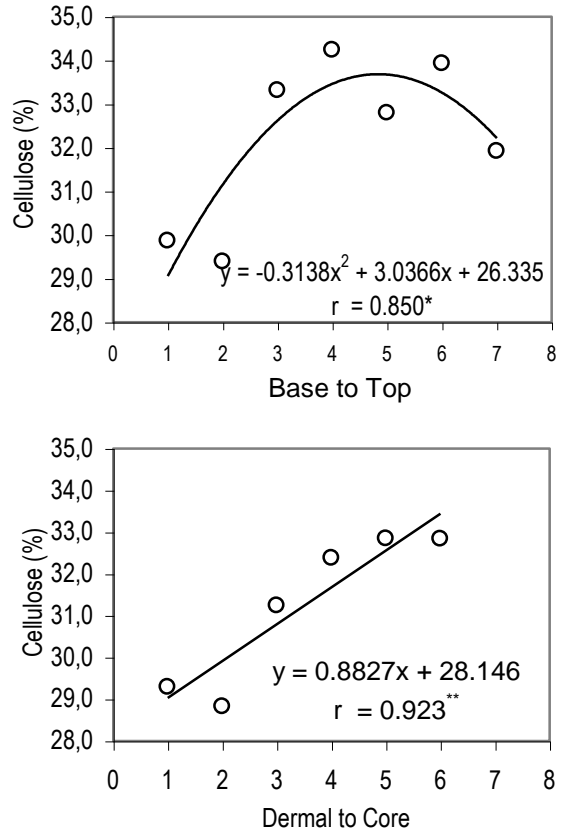 Cellulose (%)
35,0
34,0
33,0
32,0
31,0
30,0
29,0
28,0
y = -0.3138x² + 3.0366x + 26.335
r = 0.850*
0 1 2 3 4 5 6 7 8
Base to Top
Cellulose (%)
35,0
34,0
33,0
32,0
31,0
30,0
29,0
28,0
y = 0.8827x + 28.146
r = 0.923**
0 1 2 3 4 5 6 7 8
Dermal to Core